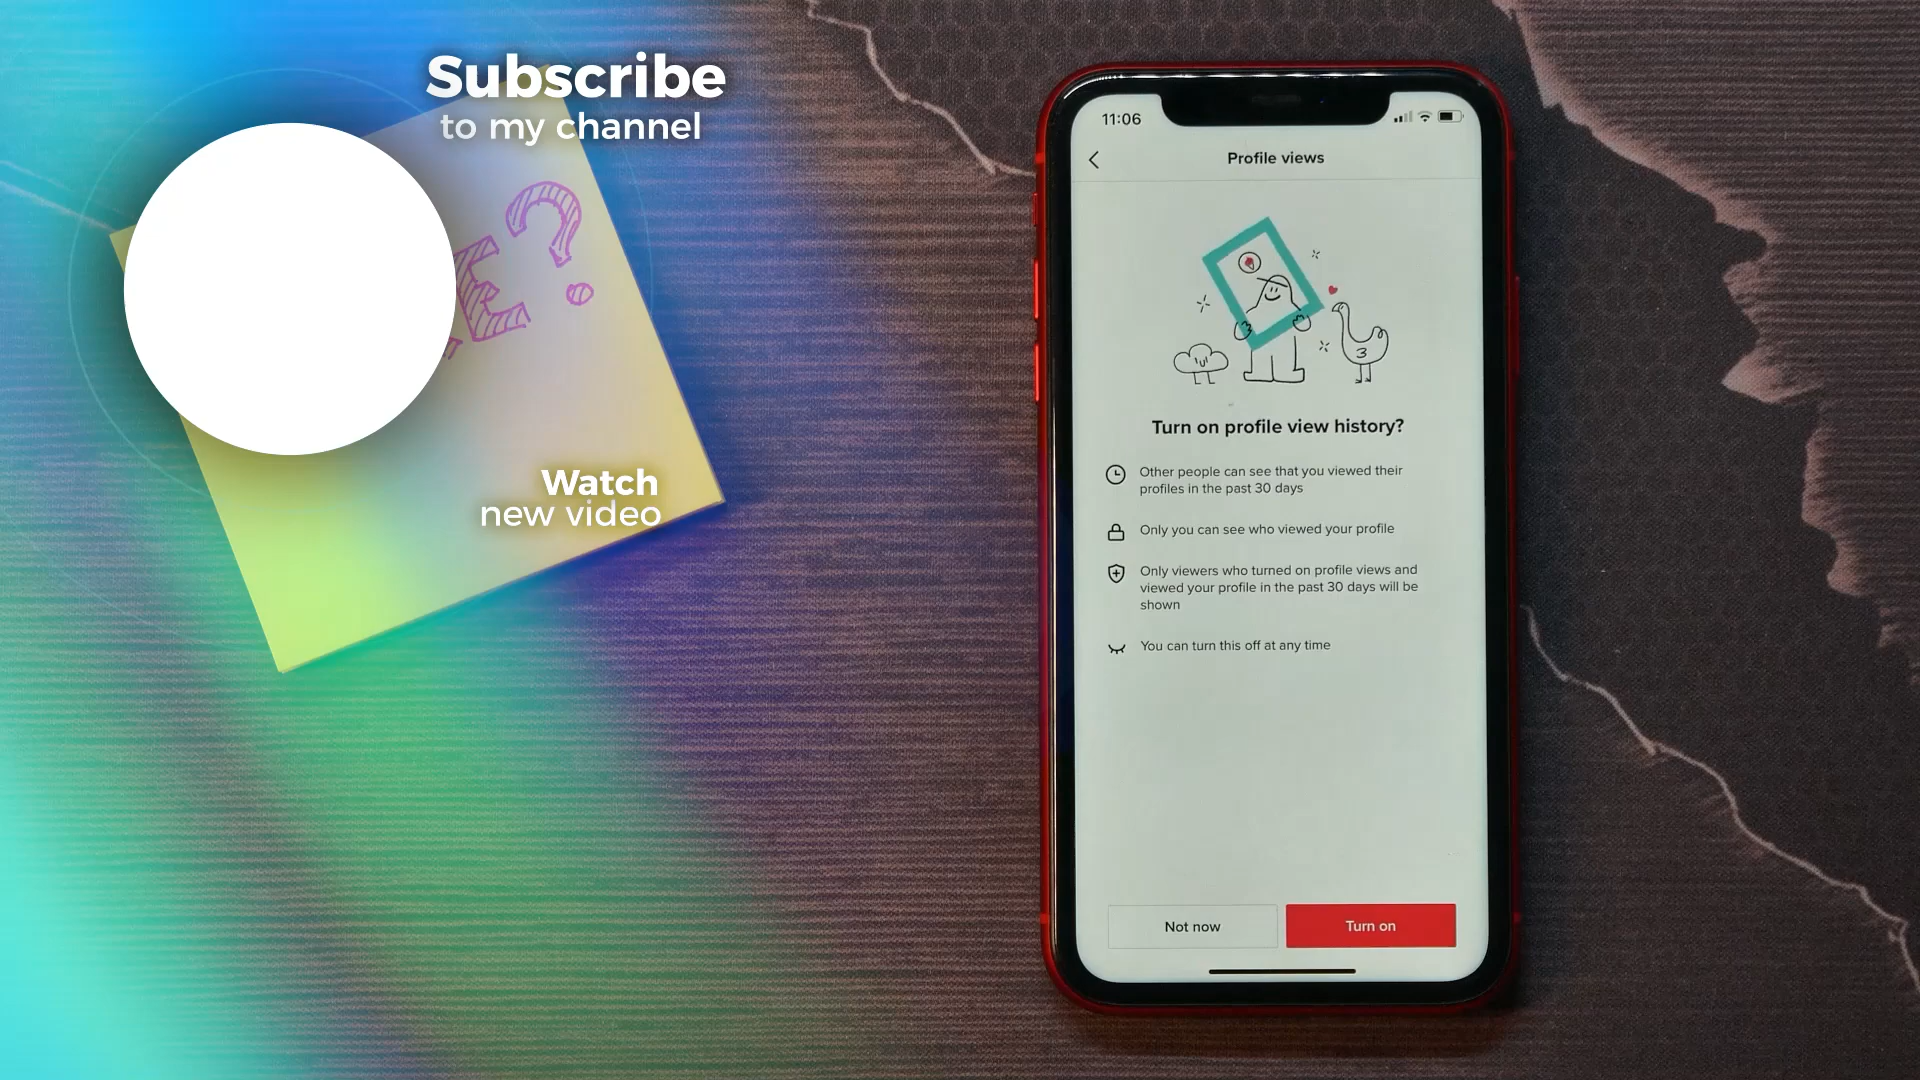 Subscribe
to my channel
E?
Watch
new video
11:06
Profile views
3
Turn on profile view history?
Other people can see that you viewed their
profiles in the past 30 days
Only you can see who viewed your profile
Only viewers who turned on profile views and
viewed your profile in the past 30 days will be
shown
You can turn this off at any time
Not now
Turn on